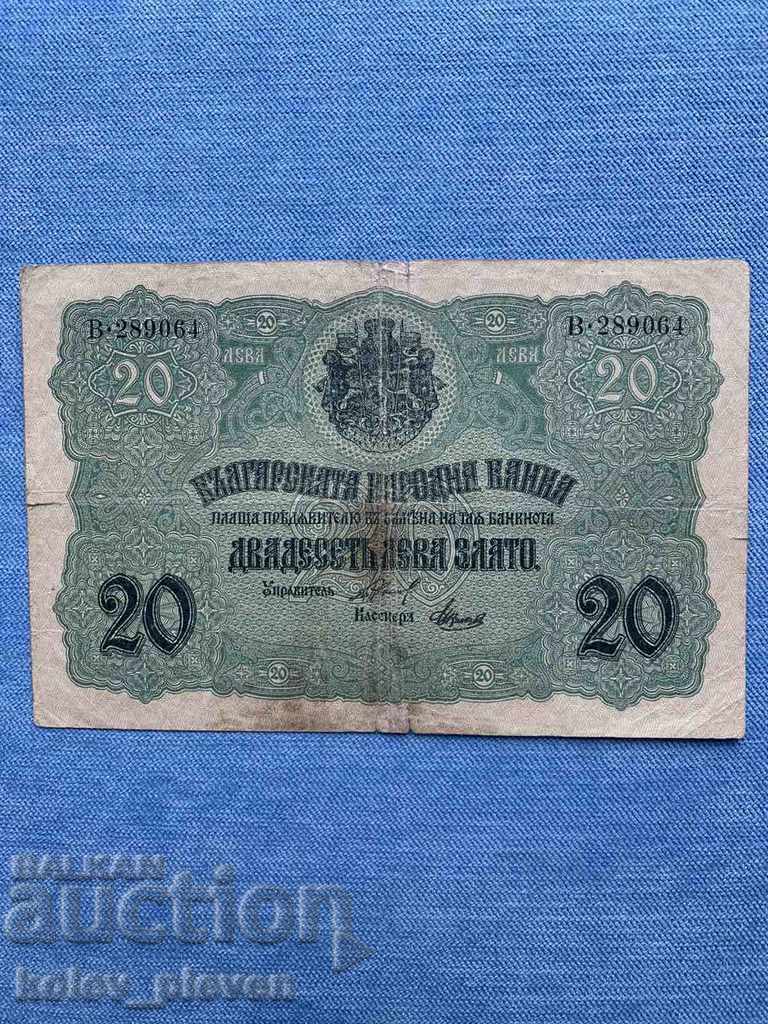 В·289064 В·289064
20 20
ЛЕВА ЛЕВА
20 20
БЪЛГАРСКАТА НАРОДНА БАНКА
ПЛАЩА ПРЕДЯВИТЕЛЮ НА ТАЯ БАНКНОТА
ДВАДЕСЕТЬ ЛЕВА ЗЛАТО.
Управитель
Касиеръ
20 20
20 20
BALKAN
auction
kolev_pleven